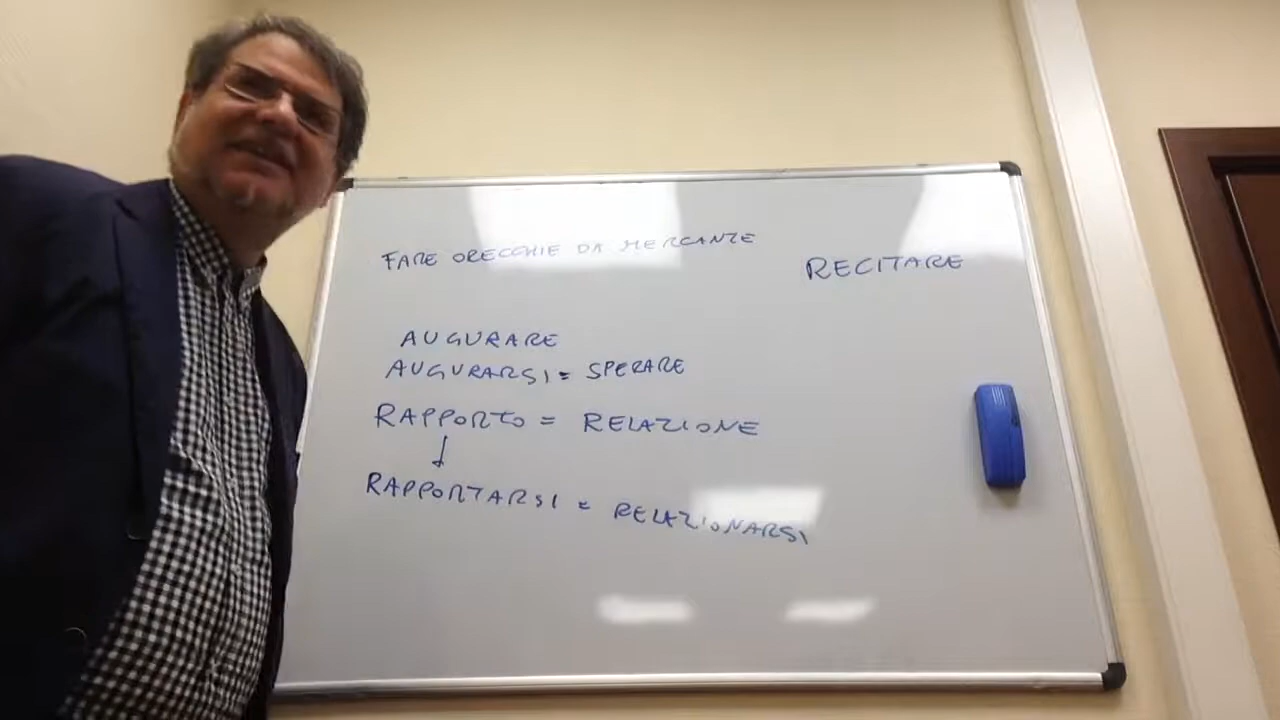 FARE ORECCHIE DA MERCANTE
RECITARE
AUGURARE
AUGURARSI = SPERARE
RAPPORTO = RELAZIONE
↓
RAPPORTARSI = RELAZIONARSI